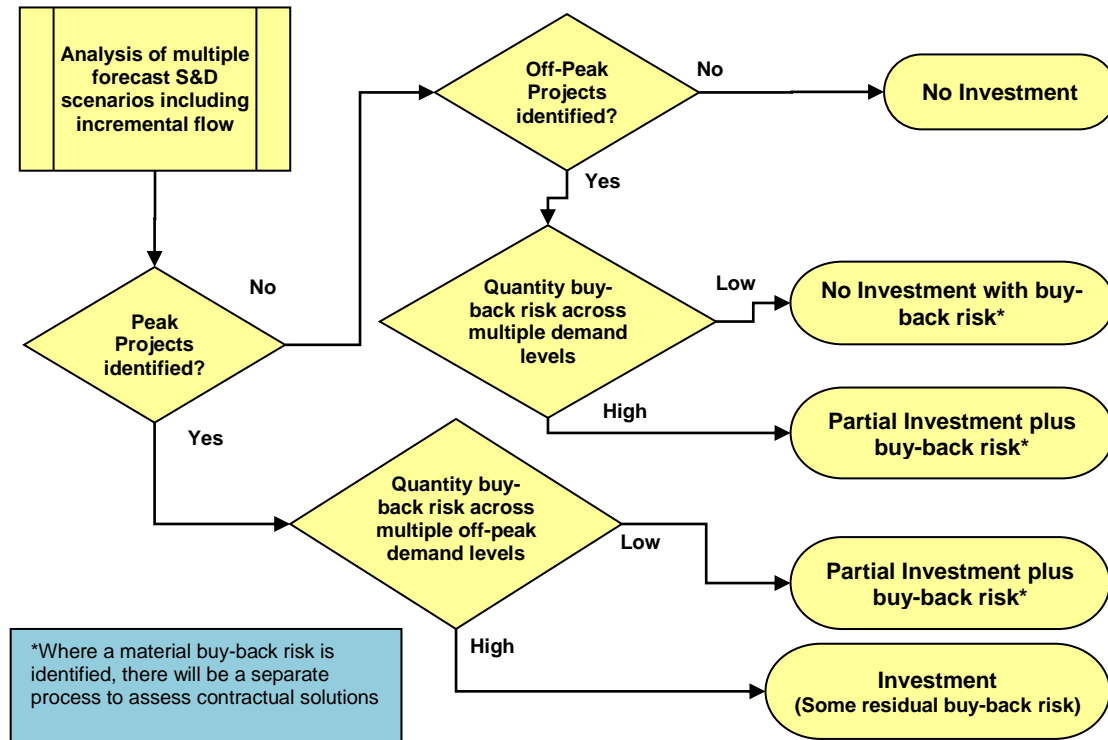 Analysis of multiple
forecast S&D
scenarios including
incremental flow
Off-Peak
Projects
identified?
No
No Investment
Yes
Quantity buy-
back risk across
multiple demand
levels
Low
No Investment with buy-
back risk*
High
Partial Investment plus
buy-back risk*
No
Peak
Projects
identified?
Yes
Quantity buy-
back risk across
multiple off-peak
demand levels
Low
Partial Investment plus
buy-back risk*
High
Investment
(Some residual buy-back risk)
*Where a material buy-back risk is
identified, there will be a separate
process to assess contractual solutions